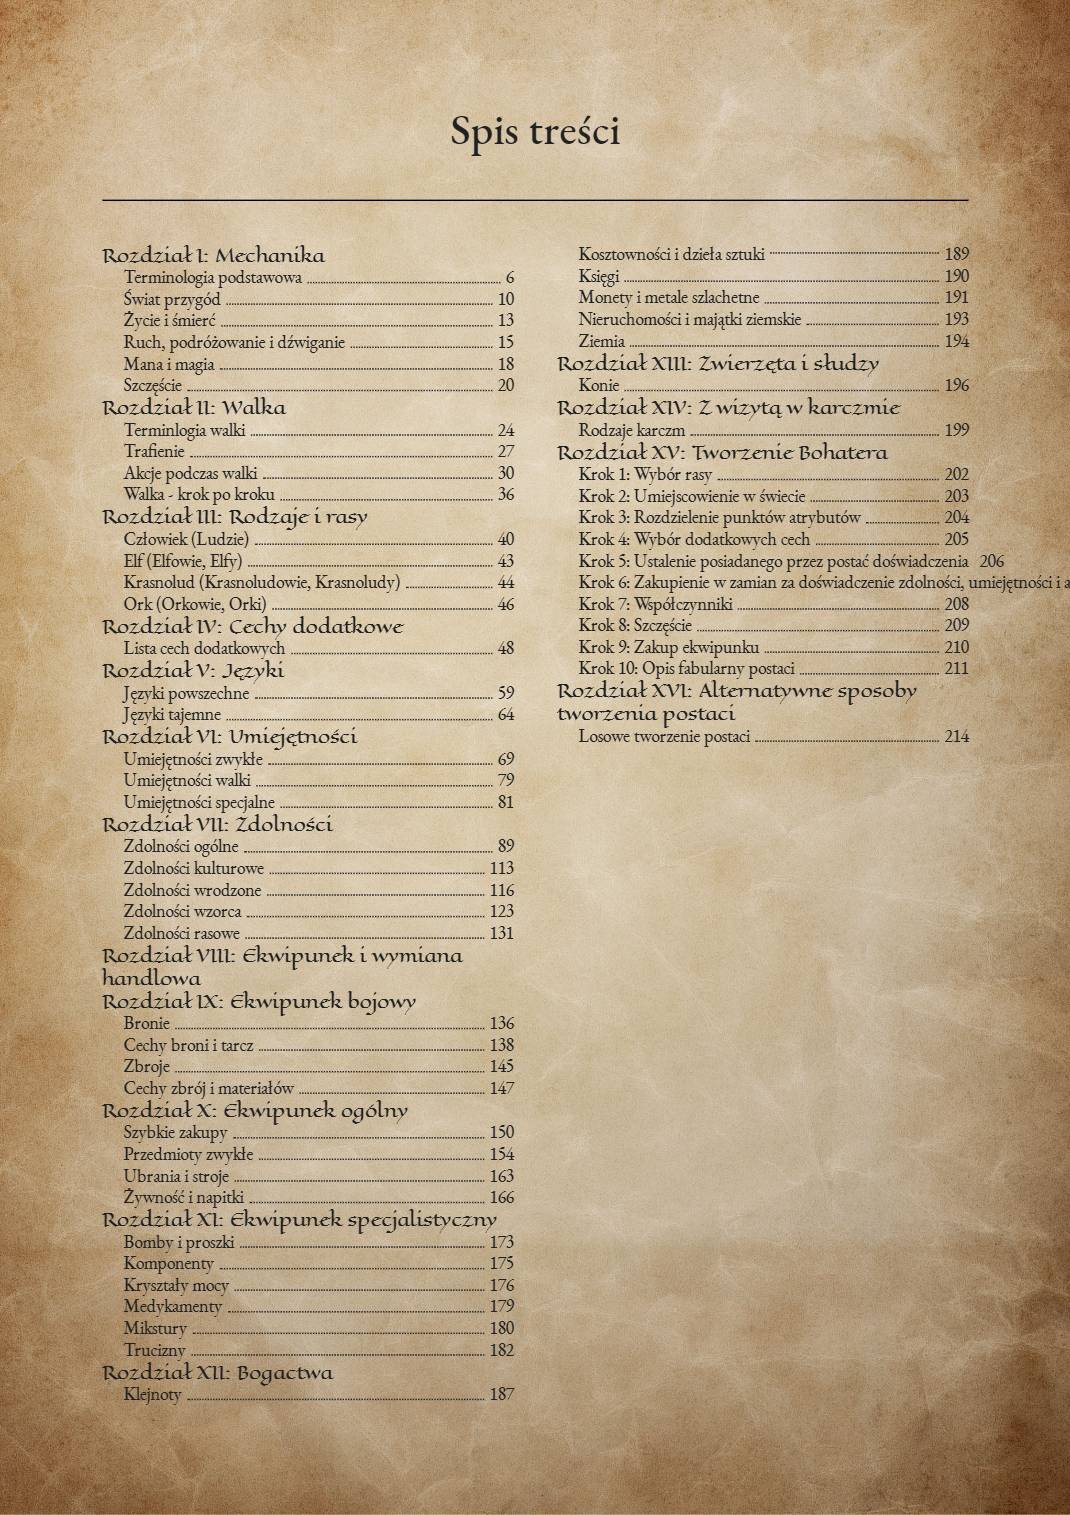 Spis treści
Rozdział I: Mechanika
Terminologia podstawowa 6
Świat przygód 10
Życie i śmierć 13
Ruch, podróżowanie i dźwiganie 15
Mana i magia 18
Szczęście 20
Rozdział II: Walka
Terminlogia walki 24
Trafienie 27
Akcje podczas walki 30
Walka - krok po kroku 36
Rozdział III: Rodzaje i rasy
Człowiek (Ludzie) 40
Elf (Elfowie, Elfy) 43
Krasnolud (Krasnoludowie, Krasnoludy) 44
Ork (Orkowie, Orki) 46
Rozdział IV: Cechy dodatkowe
Lista cech dodatkowych 48
Rozdział V: Języki
Języki powszechne 59
Języki tajemne 64
Rozdział VI: Umiejętności
Umiejętności zwykłe 69
Umiejętności walki 79
Umiejętności specjalne 81
Rozdział VII: Zdolności
Zdolności ogólne 89
Zdolności kulturowe 113
Zdolności wrodzone 116
Zdolności wzorca 123
Zdolności rasowe 131
Rozdział VIII: Ekwipunek i wymiana
handlowa
Rozdział IX: Ekwipunek bojowy
Bronie 136
Cechy broni i tarcz 138
Zbroje 145
Cechy zbrój i materiałów 147
Rozdział X: Ekwipunek ogólny
Szybkie zakupy 150
Przedmioty zwykłe 154
Ubrania i stroje 163
Żywność i napitki 166
Rozdział XI: Ekwipunek specjalistyczny
Bomby i proszki 173
Komponenty 175
Kryształy mocy 176
Medykamenty 179
Mikstury 180
Trucizny 182
Rozdział XII: Bogactwa
Klejnoty 187
Kosztowności i dzieła sztuki 189
Księgi 190
Monety i metale szlachetne 191
Nieruchomości i majątki ziemskie 193
Ziemia 194
Rozdział XIII: Zwierzęta i słudzy
Konie 196
Rozdział XIV: Z wizytą w karczmie
Rodzaje karczm 199
Rozdział XV: Tworzenie Bohatera
Krok 1: Wybór rasy 202
Krok 2: Umiejscowienie w świecie 203
Krok 3: Rozdzielenie punktów atrybutów 204
Krok 4: Wybór dodatkowych cech 205
Krok 5: Ustalenie posiadanego przez postać doświadczenia 206
Krok 6: Zakupienie w zamian za doświadczenie zdolności, umiejętności i a
Krok 7: Współczynniki 208
Krok 8: Szczęście 209
Krok 9: Zakup ekwipunku 210
Krok 10: Opis fabularny postaci 211
Rozdział XVI: Alternatywne sposoby
tworzenia postaci
Losowe tworzenie postaci 214